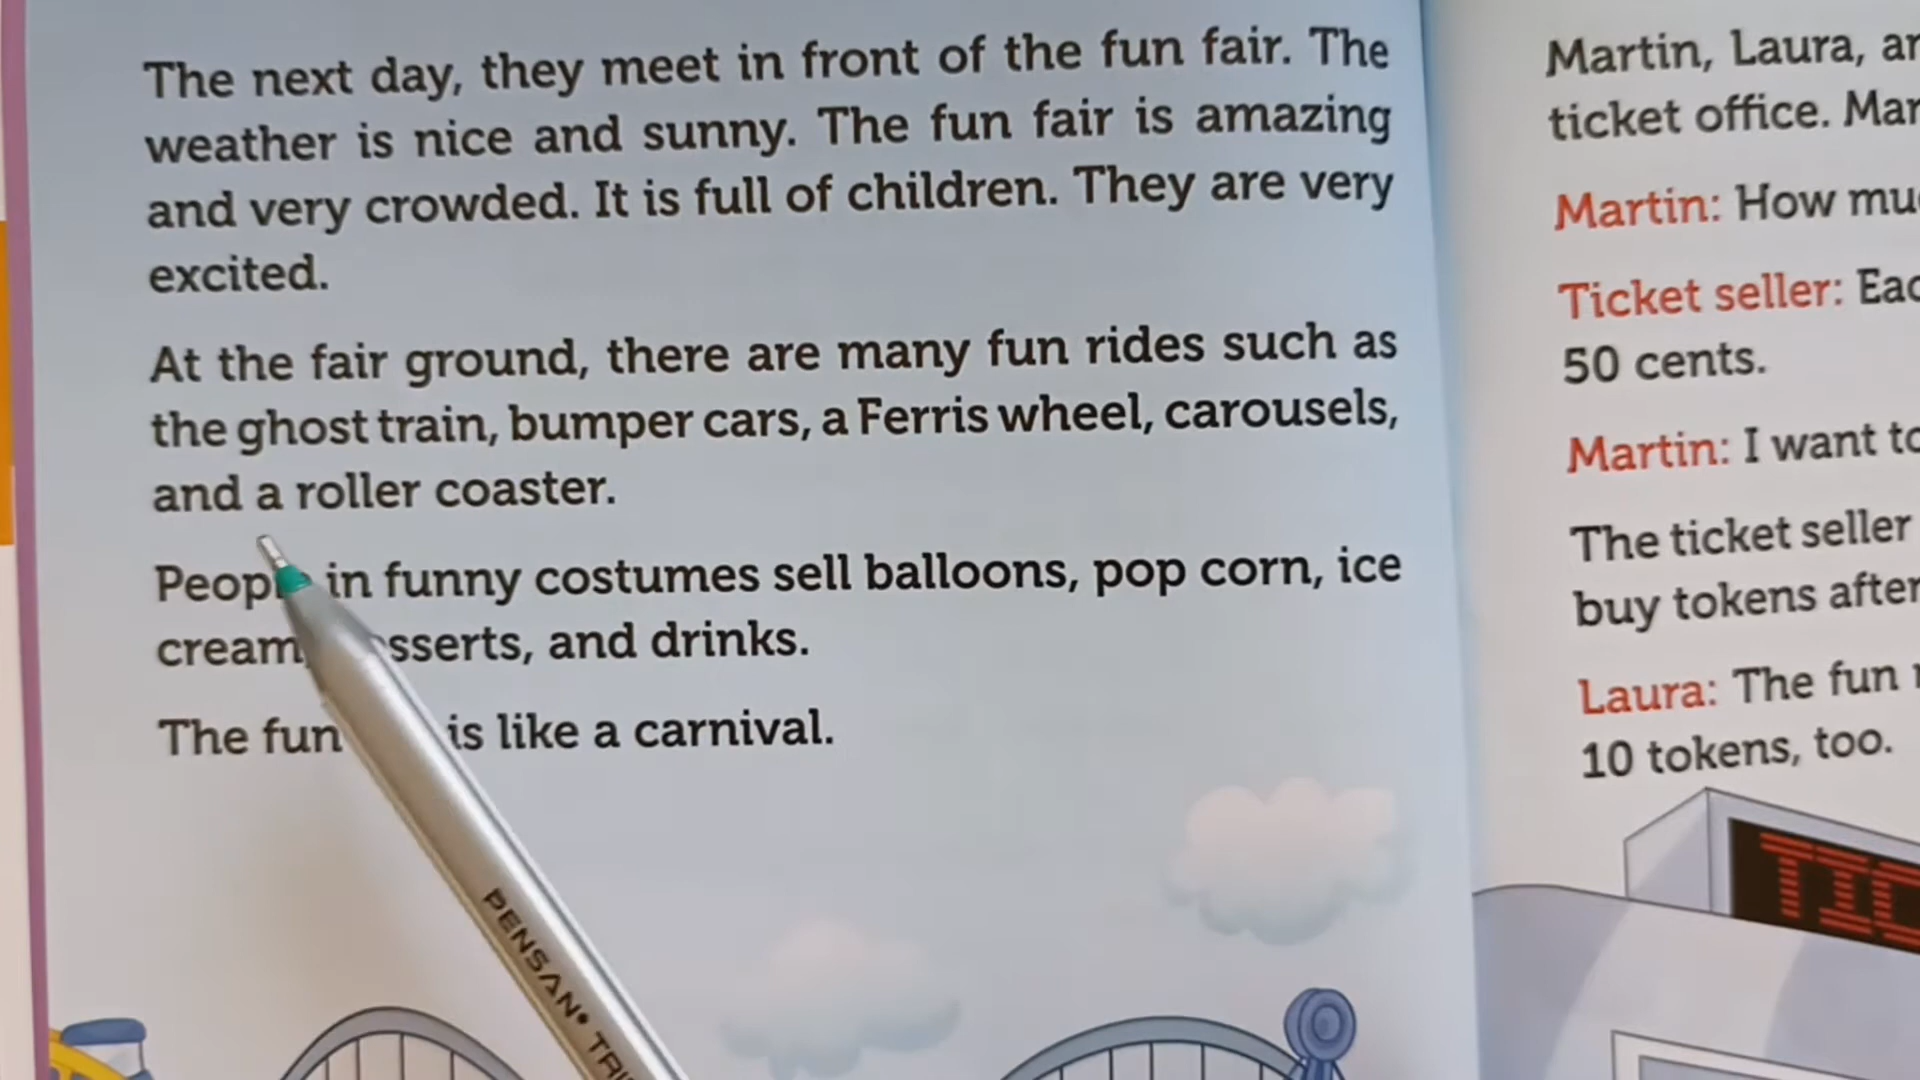 The next day, they meet in front of the fun fair. The
weather is nice and sunny. The fun fair is amazing
and very crowded. It is full of children. They are very
excited.
At the fair ground, there are many fun rides such as
the ghost train, bumper cars, a Ferris wheel, carousels,
and a roller coaster.
in funny costumes sell balloons, pop corn, ice
cream, and drinks.
The fun is like a carnival.
Martin, Laura,
ticket office.
Martin: How
Ticket seller:
50 cents.
Martin: I want
The ticket seller
buy tokens
Laura: The fun
10 tokens, too.
PENSAN